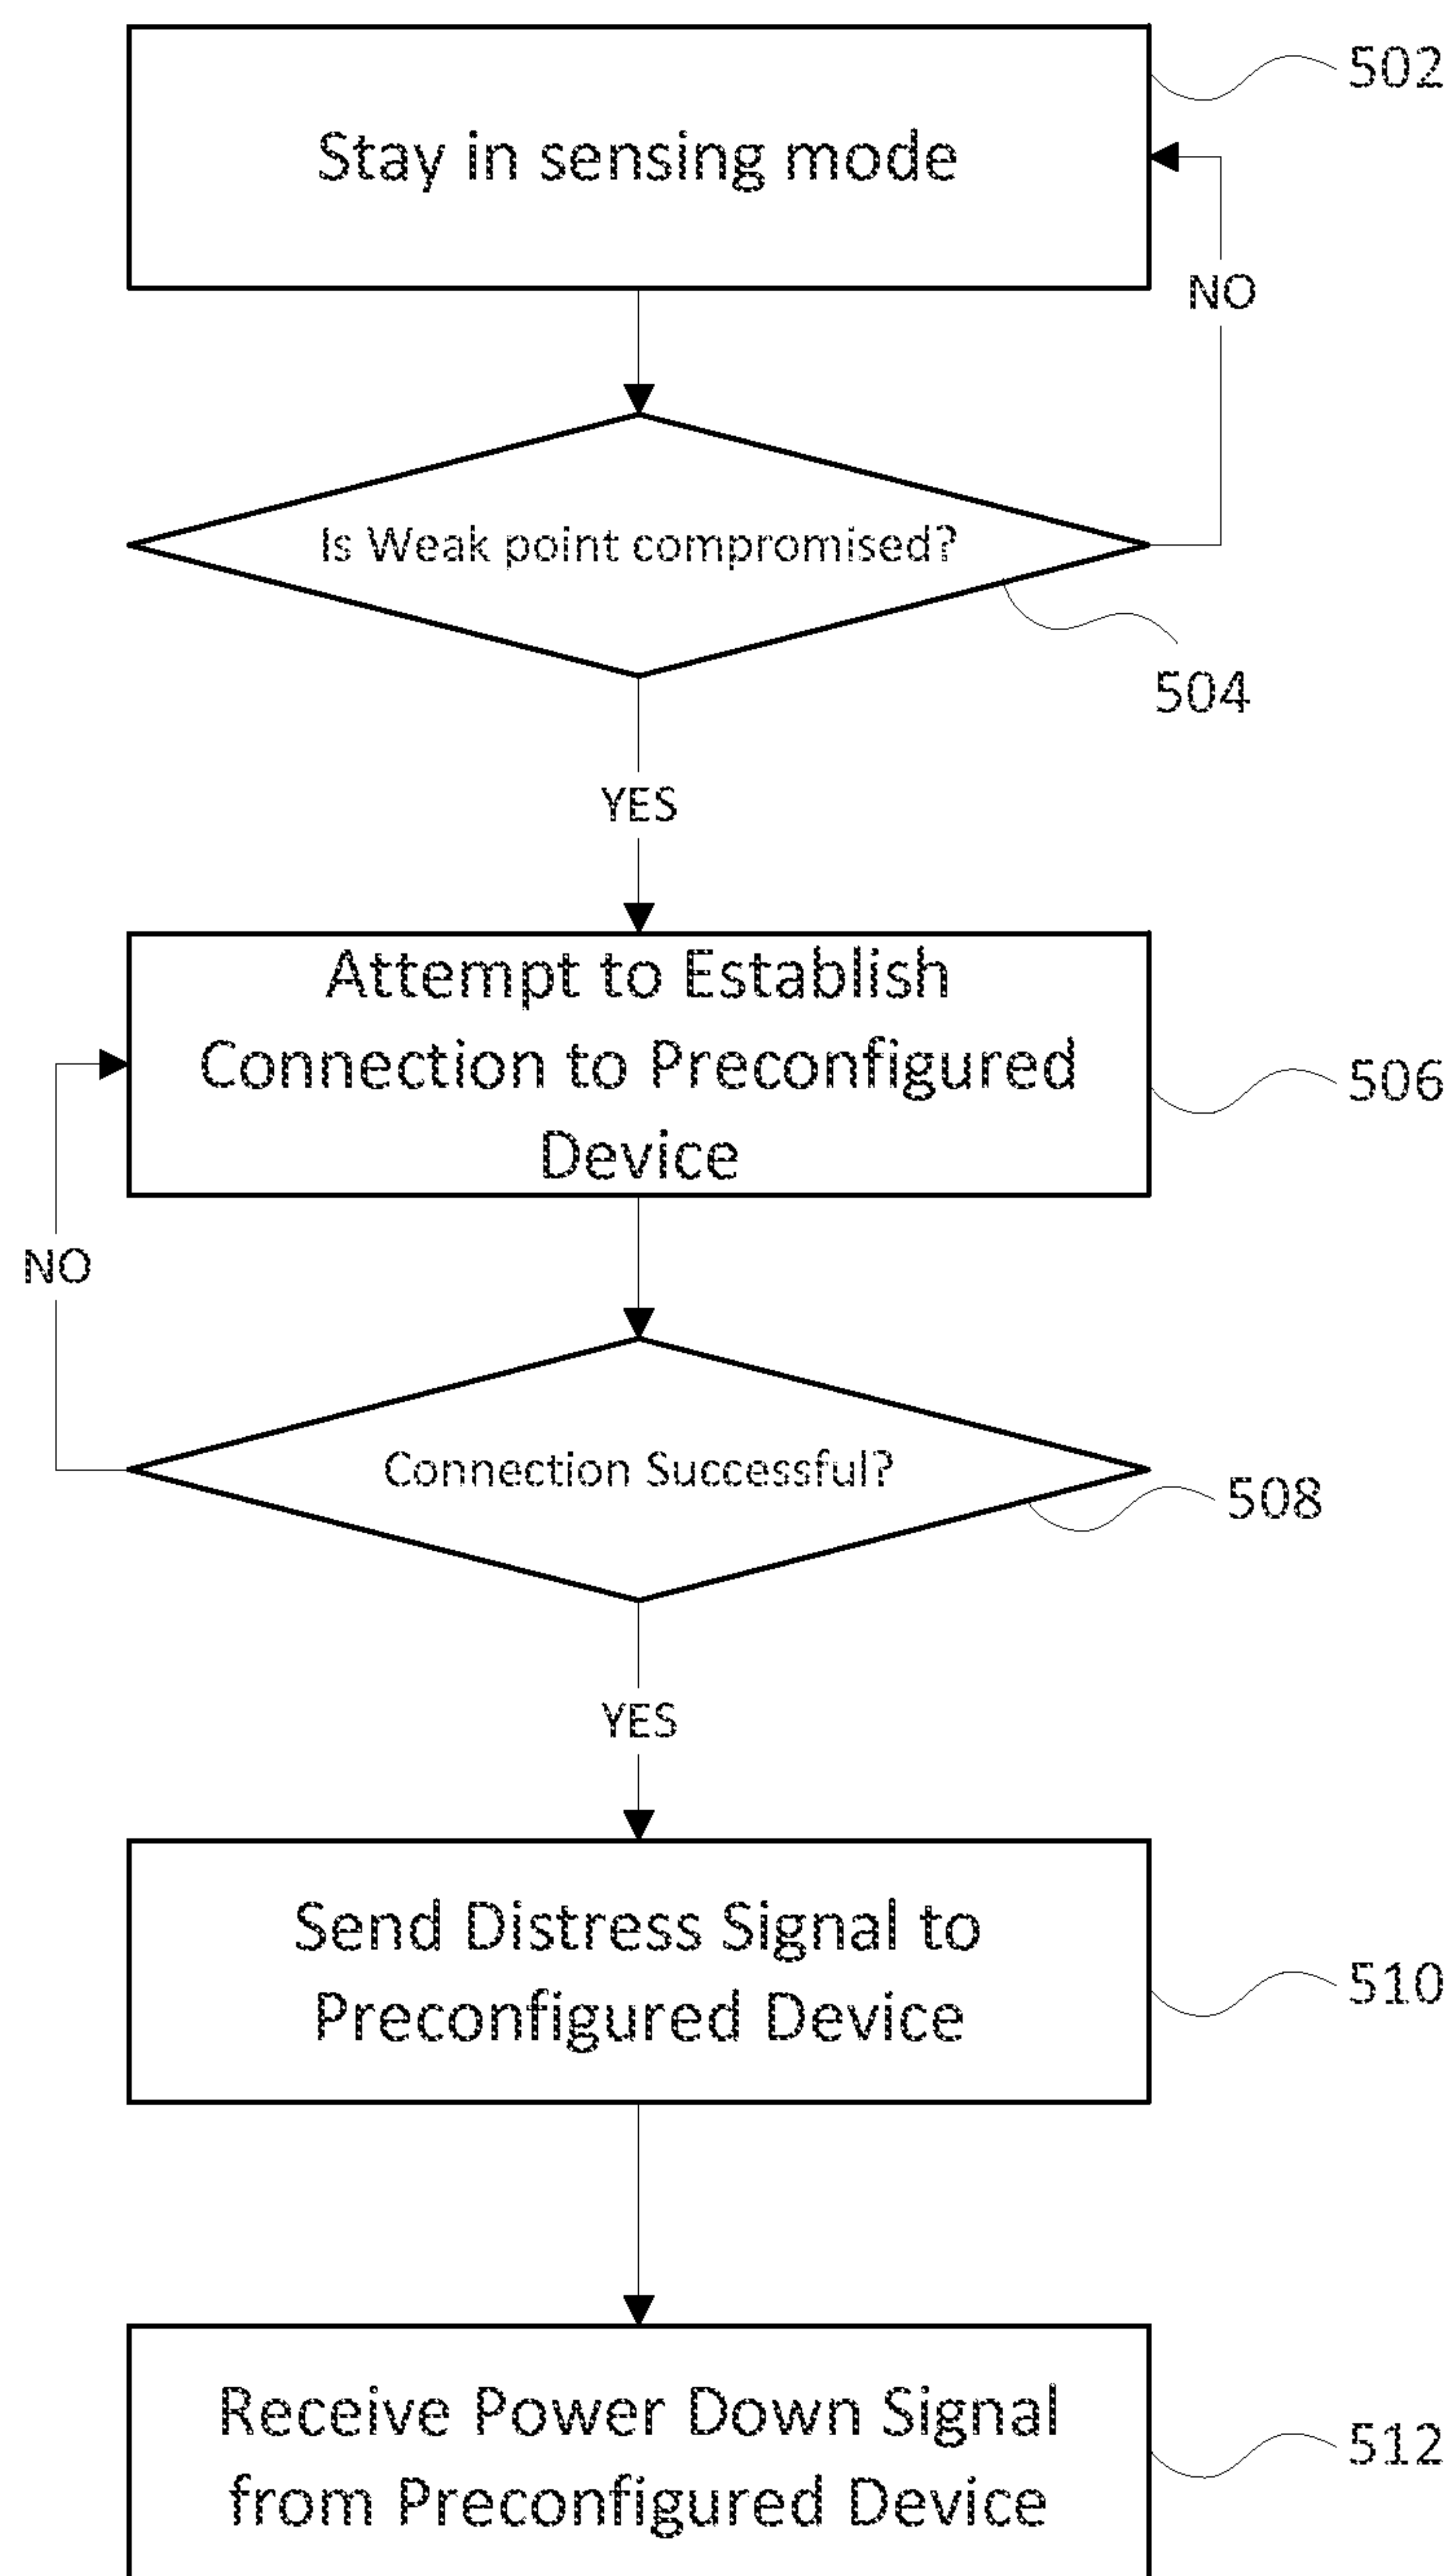 502
Stay in sensing mode
NO
Is Weak point compromised?
504
YES
Attempt to Establish
Connection to Preconfigured
Device
506
NO
Connection Successful?
508
YES
Send Distress Signal to
Preconfigured Device
510
Receive Power Down Signal
from Preconfigured Device
512